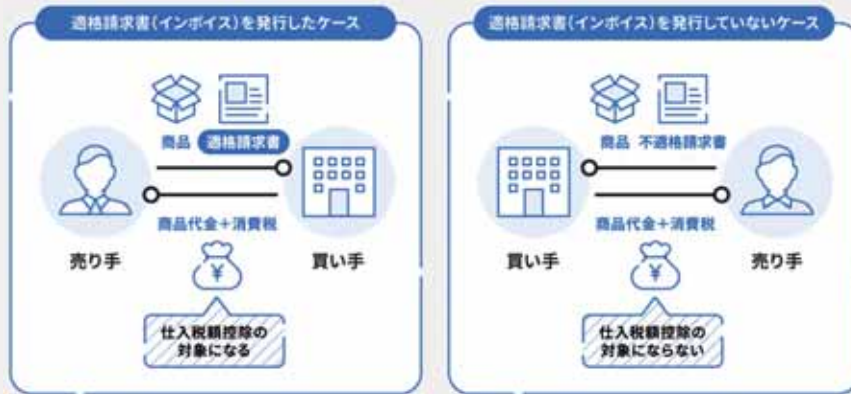 適格請求書(インボイス)を発行したケース
商品 適格請求書
商品代金+消費税
売り手
買い手
¥
仕入税額控除の
対象になる
適格請求書(インボイス)を発行していないケース
商品 不適格請求書
商品代金+消費税
買い手
売り手
¥
仕入税額控除の
対象にならない